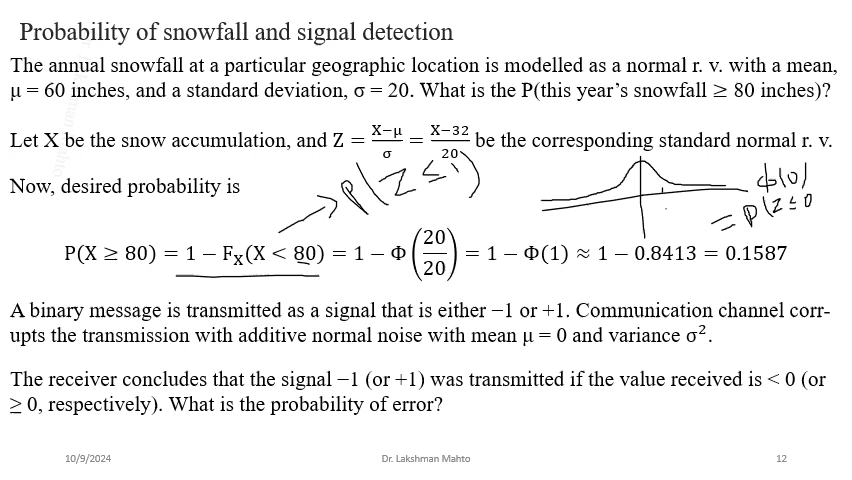 Probability of snowfall and signal detection
The annual snowfall at a particular geographic location is modelled as a normal r. v. with a mean,
μ = 60 inches, and a standard deviation, σ = 20. What is the P(this year's snowfall ≥ 80 inches)?
Let X be the snow accumulation, and Z = X−μ/σ = X−32/20 be the corresponding standard normal r. v.
P(Z ≤ 1)
ϕ(0)
= P(Z ≤ 0
Now, desired probability is
P(X ≥ 80) = 1 − F_X(X < 80) = 1 − Φ(20/20) = 1 − Φ(1) ≈ 1 − 0.8413 = 0.1587
A binary message is transmitted as a signal that is either −1 or +1. Communication channel corr-
upts the transmission with additive normal noise with mean μ = 0 and variance σ².
The receiver concludes that the signal −1 (or +1) was transmitted if the value received is < 0 (or
≥ 0, respectively). What is the probability of error?
10/9/2024
Dr. Lakshman Mahto
12